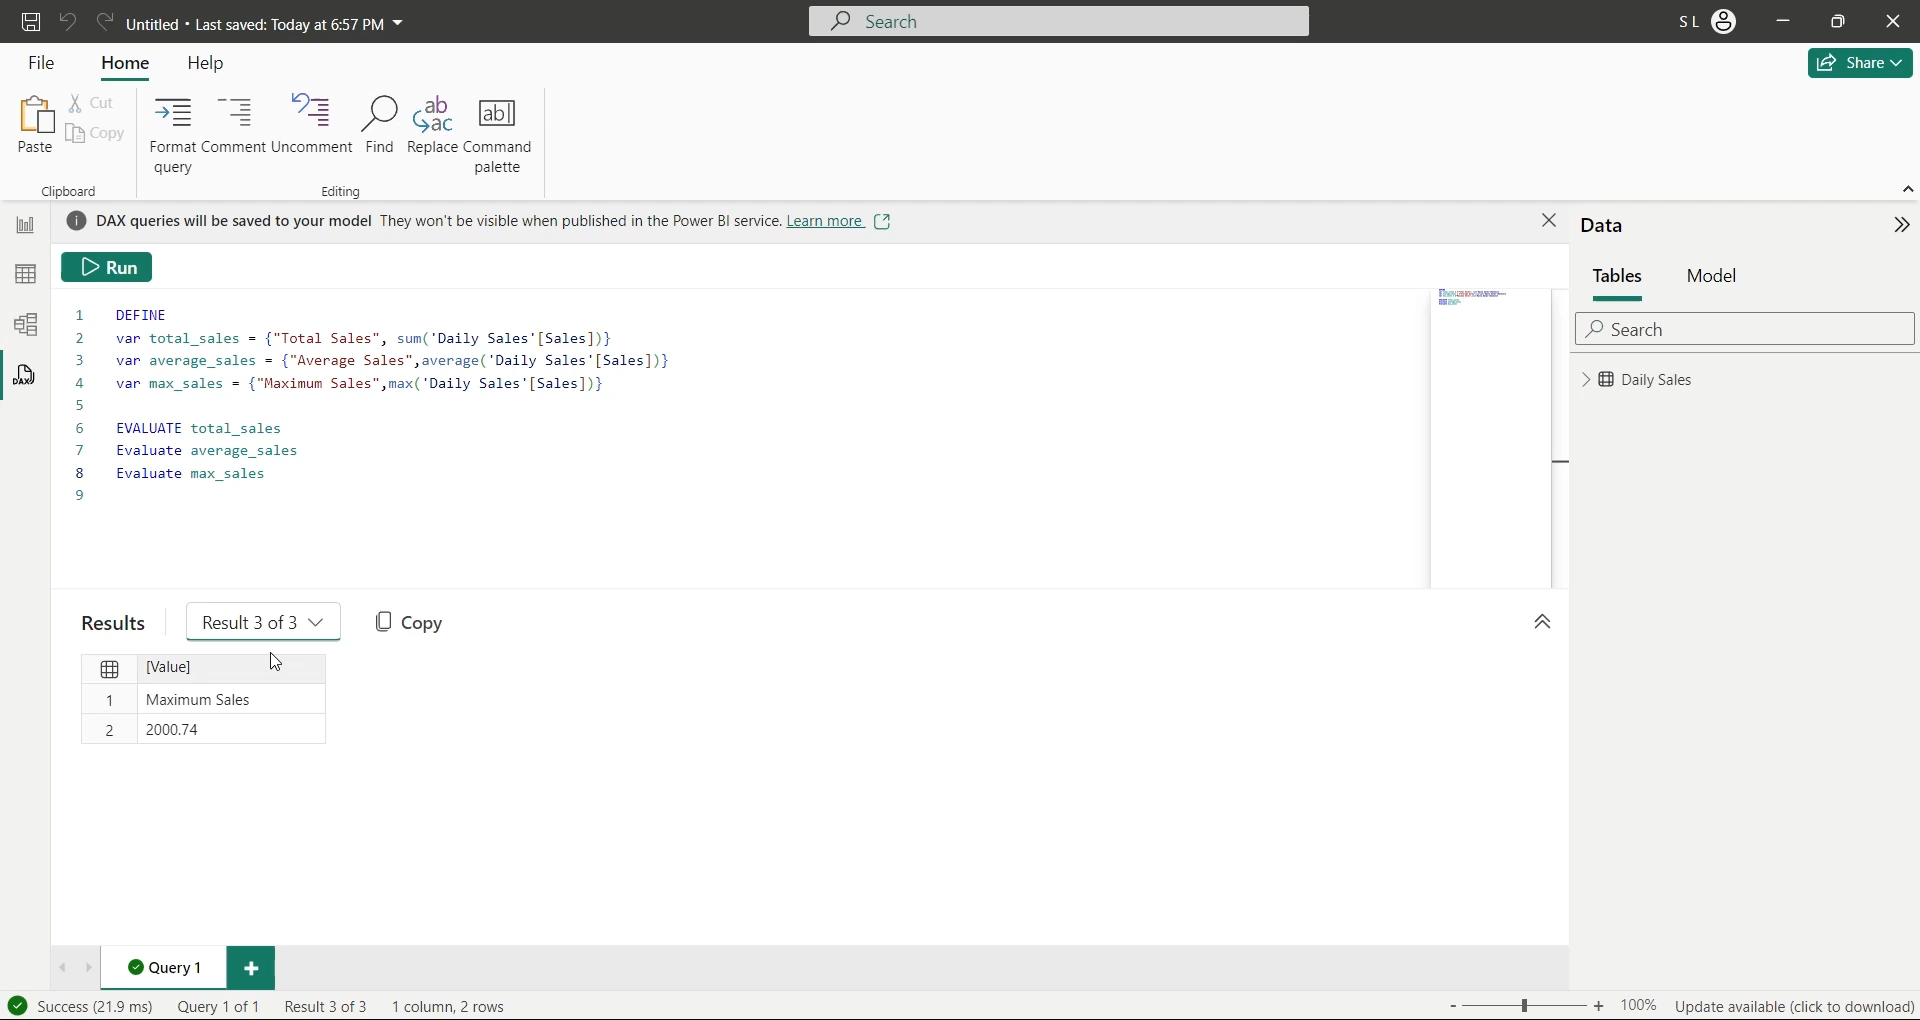 Untitled • Last saved: Today at 6:57 PM
Search
S L
File Home Help
Share
Paste
Cut
Copy
Clipboard
Format query
Comment
Uncomment
Find
Replace
Command palette
Editing
DAX queries will be saved to your model They won't be visible when published in the Power BI service. Learn more
Run
1 DEFINE
2 var total_sales = {"Total Sales", sum('Daily Sales'[Sales])}
3 var average_sales = {"Average Sales",average('Daily Sales'[Sales])}
4 var max_sales = {"Maximum Sales",max('Daily Sales'[Sales])}
5
6 EVALUATE total_sales
7 Evaluate average_sales
8 Evaluate max_sales
9
Results
Result 3 of 3
Copy
[Value]
1 Maximum Sales
2 2000.74
Data
Tables Model
Search
Daily Sales
Query 1
Success (21.9 ms) Query 1 of 1 Result 3 of 3 1 column, 2 rows
- + 100% Update available (click to download)